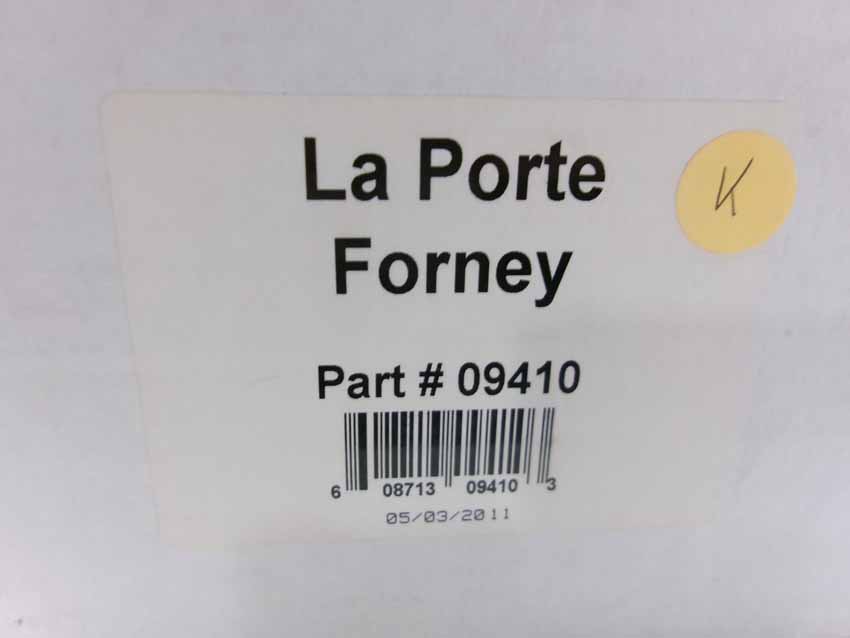 La Porte
K
Forney
Part # 09410
6 08713 09410 3
05/03/2011